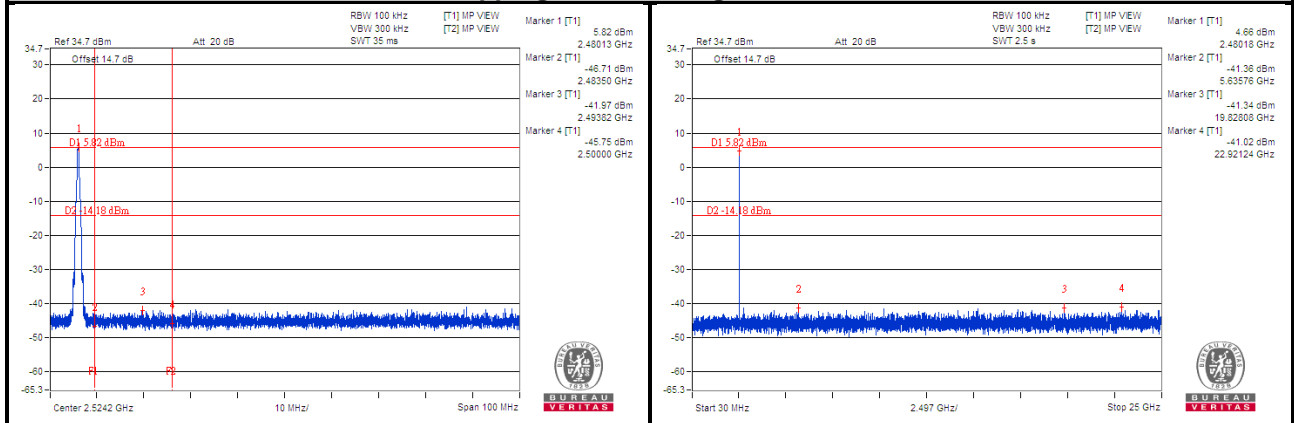 RBW 100 kHz [T1] MP VIEW
VBW 300 kHz [T2] MP VIEW
Ref 34.7 dBm Att 20 dB SWT 35 ms
Marker 1 [T1]
5.82 dBm
2.48013 GHz
Marker 2 [T1]
-46.71 dBm
2.48350 GHz
Marker 3 [T1]
-41.97 dBm
2.49382 GHz
Marker 4 [T1]
-45.75 dBm
2.50000 GHz
34.7
Offset 14.7 dB
30
20
10
0
-10
-20
-30
-40
-50
-60
-65.3
1
D1 5.82 dBm
D2 -14.18 dBm
2
3
4
F1
F2
Center 2.5242 GHz 10 MHz/ Span 100 MHz
BUREAU VERITAS
1828
BUREAU
VERITAS
RBW 100 kHz [T1] MP VIEW
VBW 300 kHz [T2] MP VIEW
Ref 34.7 dBm Att 20 dB SWT 2.5 s
Marker 1 [T1]
4.66 dBm
2.48018 GHz
Marker 2 [T1]
-41.36 dBm
5.63576 GHz
Marker 3 [T1]
-41.34 dBm
19.82808 GHz
Marker 4 [T1]
-41.02 dBm
22.92124 GHz
34.7
Offset 14.7 dB
30
20
10
0
-10
-20
-30
-40
-50
-60
-65.3
1
D1 5.82 dBm
D2 -14.18 dBm
2
3
4
Start 30 MHz 2.497 GHz/ Stop 25 GHz
BUREAU VERITAS
1828
BUREAU
VERITAS